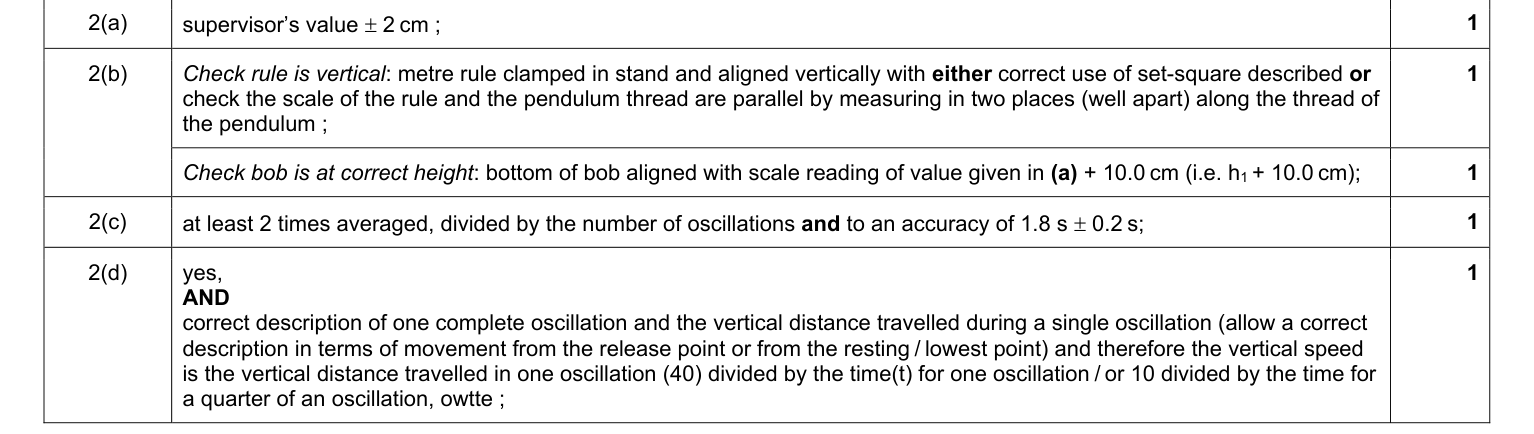 2(a) supervisor's value ± 2 cm ; 1
2(b) Check rule is vertical: metre rule clamped in stand and aligned vertically with either correct use of set-square described or 1
check the scale of the rule and the pendulum thread are parallel by measuring in two places (well apart) along the thread of
the pendulum ;
Check bob is at correct height: bottom of bob aligned with scale reading of value given in (a) + 10.0 cm (i.e. h₁ + 10.0 cm); 1
2(c) at least 2 times averaged, divided by the number of oscillations and to an accuracy of 1.8 s ± 0.2 s; 1
2(d) yes, 1
AND
correct description of one complete oscillation and the vertical distance travelled during a single oscillation (allow a correct
description in terms of movement from the release point or from the resting / lowest point) and therefore the vertical speed
is the vertical distance travelled in one oscillation (40) divided by the time(t) for one oscillation / or 10 divided by the time for
a quarter of an oscillation, owtte ;